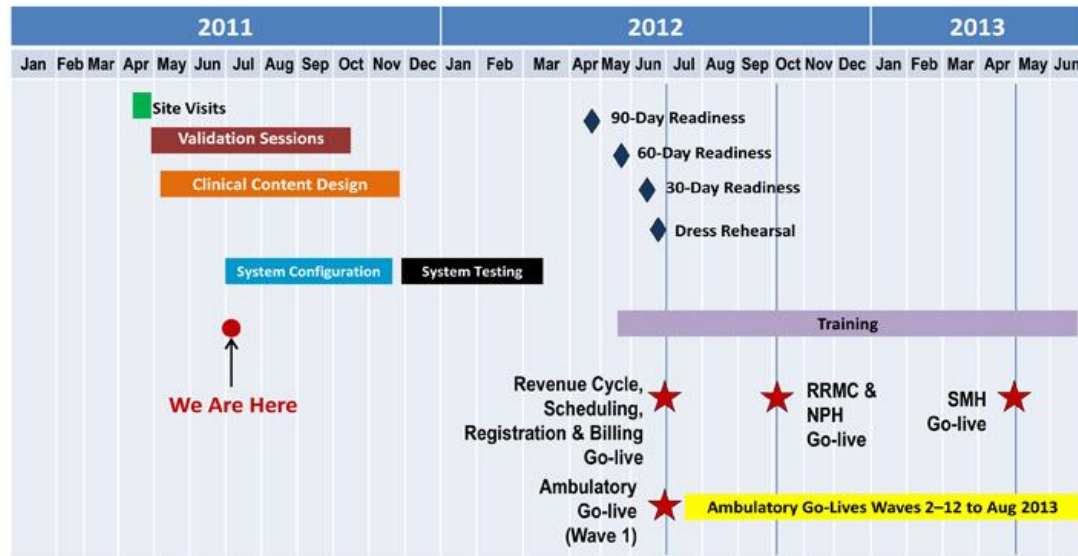 2011 2012 2013
Jan Feb Mar Apr May Jun Jul Aug Sep Oct Nov Dec Jan Feb Mar Apr May Jun Jul Aug Sep Oct Nov Dec Jan Feb Mar Apr May Jun
Site Visits
Validation Sessions
Clinical Content Design
System Configuration
System Testing
90-Day Readiness
60-Day Readiness
30-Day Readiness
Dress Rehearsal
Training
We Are Here
Revenue Cycle,
Scheduling,
Registration & Billing
Go-live
RRMC &
NPH
Go-live
SMH
Go-live
Ambulatory
Go-live
(Wave 1)
Ambulatory Go-Lives Waves 2–12 to Aug 2013